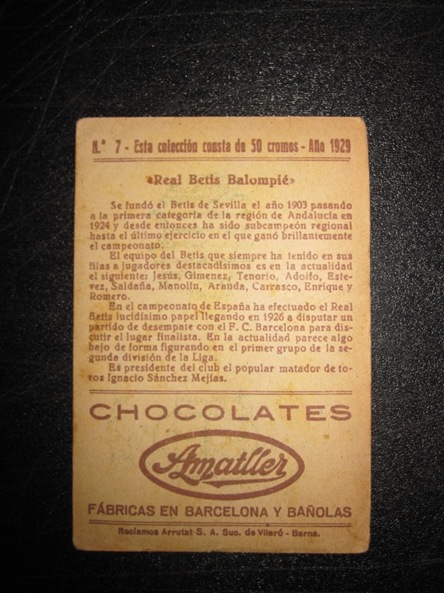 N.° 7 - Esta colección consta de 50 cromos - Año 1929
«Real Betis Balompié»
Se fundó el Betis de Sevilla el año 1903 pasando
a la primera categoría de la región de Andalucía en
1924 y desde entonces ha sido subcampeón regional
hasta el último ejercicio en el que ganó brillantemente
el campeonato.
El equipo del Betis que siempre ha tenido en sus
filas a jugadores destacadísimos es en la actualidad
el siguiente: Jesús, Gimenez, Tenorio, Adolfo, Este-
vez, Saldaña, Manolín, Aranda, Carrasco, Enrique y
Romero.
En el campeonato de España ha efectuado el Real
Betis lucidísimo papel llegando en 1926 a disputar un
partido de desempate con el F. C. Barcelona para dis-
cutir el lugar finalista. En la actualidad parece algo
bajo de forma figurando en el primer grupo de la se-
gunda división de la Liga.
Es presidente del club el popular matador de to-
ros Ignacio Sánchez Mejías.
CHOCOLATES
Amatller
FÁBRICAS EN BARCELONA Y BAÑOLAS
Reclamos Arrutat S. A. Suc. de Vilaró - Barna.